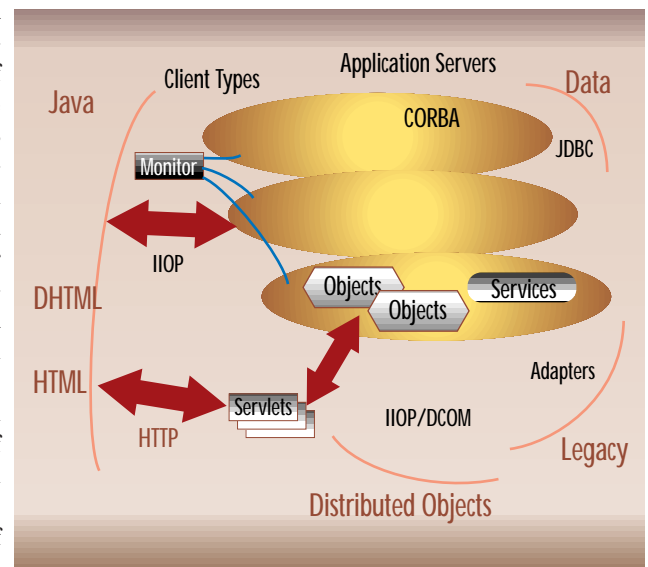 Application Servers
Client Types
Data
Java
CORBA
JDBC
Monitor
IIOP
Objects
Services
DHTML
Objects
Adapters
HTML
Servlets
IIOP/DCOM
HTTP
Legacy
Distributed Objects